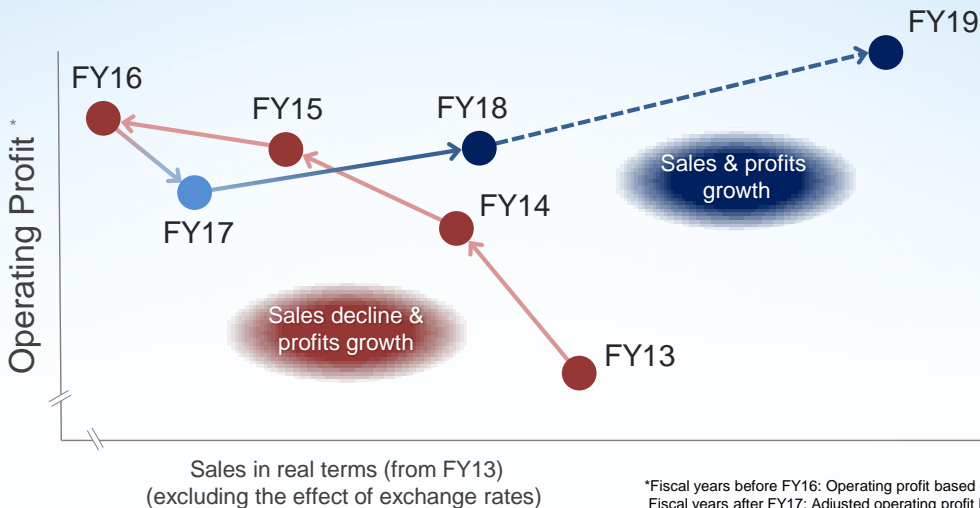 FY19
FY16
FY15
FY18
Sales & profits
growth
FY14
FY17
Operating Profit *
Sales decline &
profits growth
FY13
Sales in real terms (from FY13)
(excluding the effect of exchange rates)
*Fiscal years before FY16: Operating profit based
Fiscal years after FY17: Adjusted operating profit